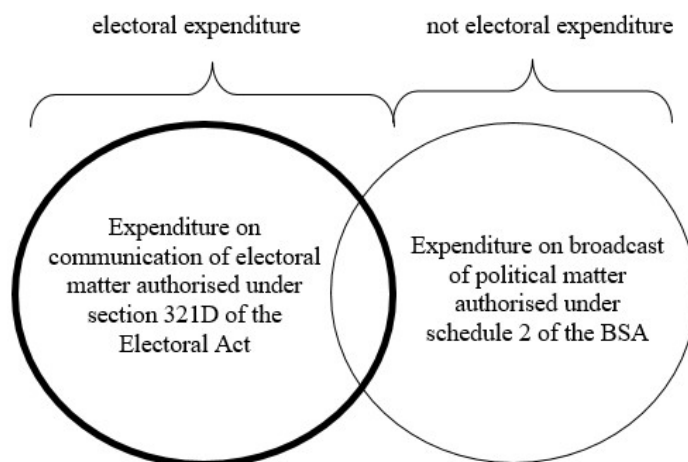 electoral expenditure
not electoral expenditure
Expenditure on
communication of electoral
matter authorised under
section 321D of the
Electoral Act
Expenditure on broadcast
of political matter
authorised under
schedule 2 of the BSA